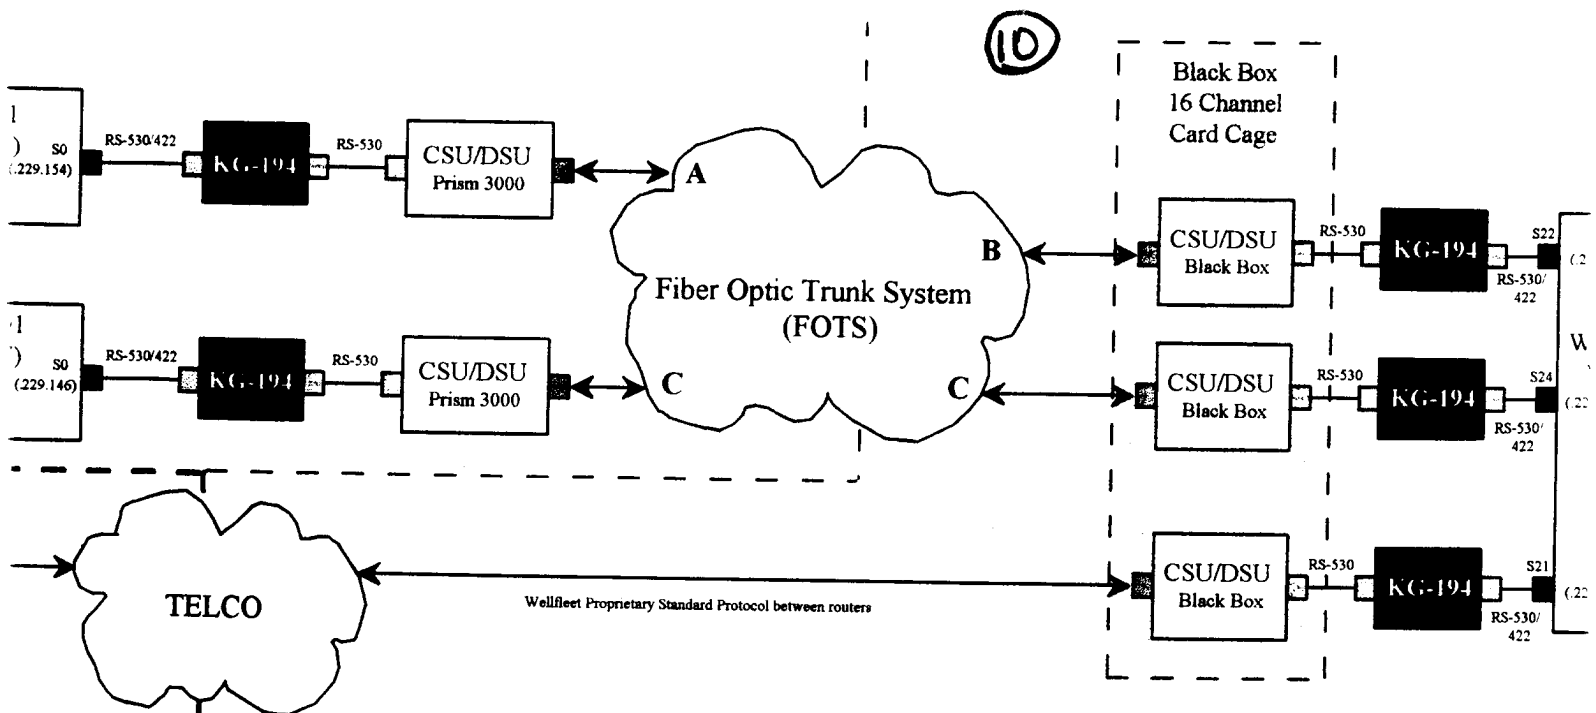 10
Black Box
16 Channel
Card Cage
S0
(.229.154)
RS-530/422
KG-194
RS-530
CSU/DSU
Prism 3000
A
B
CSU/DSU
Black Box
RS-530
KG-194
S22
RS-530/
422
Fiber Optic Trunk System
(FOTS)
S0
(.229.146)
RS-530/422
KG-194
RS-530
CSU/DSU
Prism 3000
C
C
CSU/DSU
Black Box
RS-530
KG-194
S24
RS-530/
422
TELCO
Wellfleet Proprietary Standard Protocol between routers
CSU/DSU
Black Box
RS-530
KG-194
S21
RS-530/
422